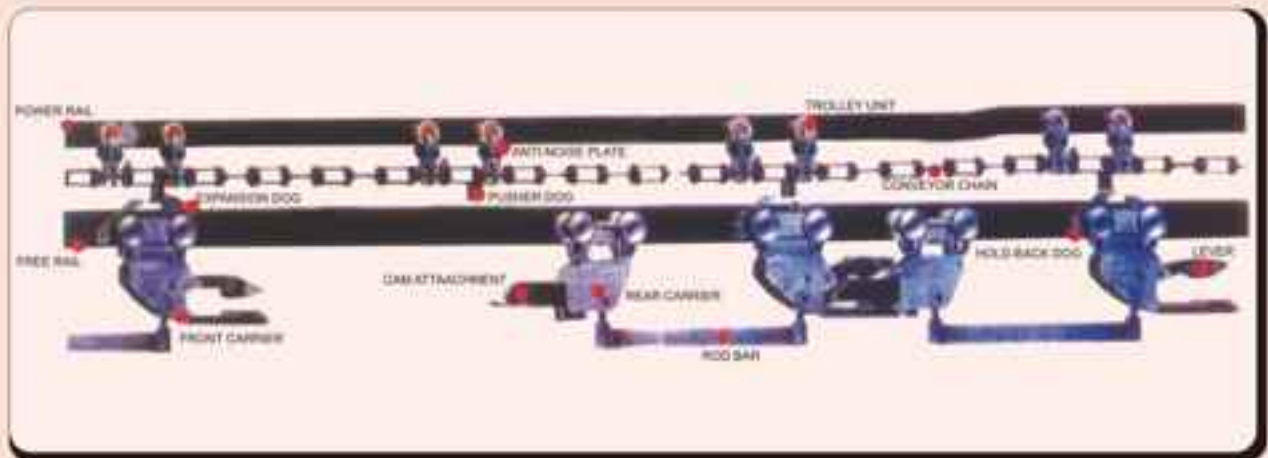 POWER RAIL
TROLLEY UNIT
ANTI-NOISE PLATE
CONVEYOR CHAIN
EXPANSION DOG
PUSHER DOG
FREE RAIL
HOLD BACK DOG
LEVER
CAM ATTAACHMENT
REAR CARRIER
FRONT CARRIER
ROD BAR